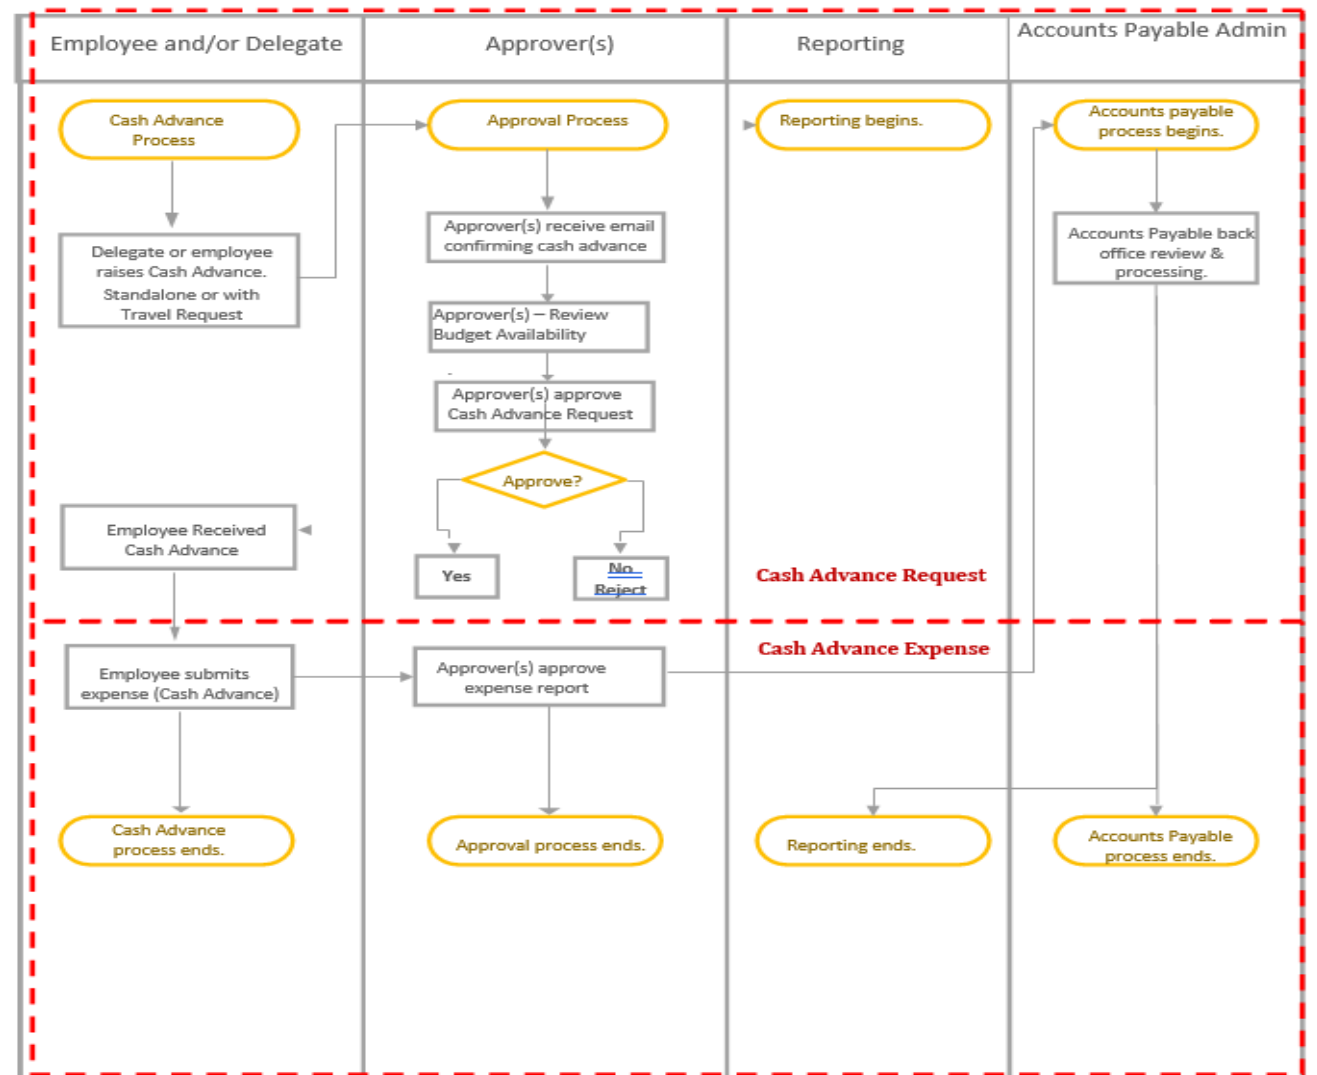 Employee and/or Delegate
Approver(s)
Reporting
Accounts Payable Admin
Cash Advance
Process
Approval Process
Reporting begins.
Accounts payable
process begins.
Delegate or employee
raises Cash Advance.
Standalone or with
Travel Request
Approver(s) receive email
confirming cash advance
Accounts Payable back
office review &
processing.
Approver(s) – Review
Budget Availability
Approver(s) approve
Cash Advance Request
Approve?
Employee Received
Cash Advance
Yes
No
Reject
Cash Advance Request
Cash Advance Expense
Employee submits
expense (Cash Advance)
Approver(s) approve
expense report
Cash Advance
process ends.
Approval process ends.
Reporting ends.
Accounts Payable
process ends.